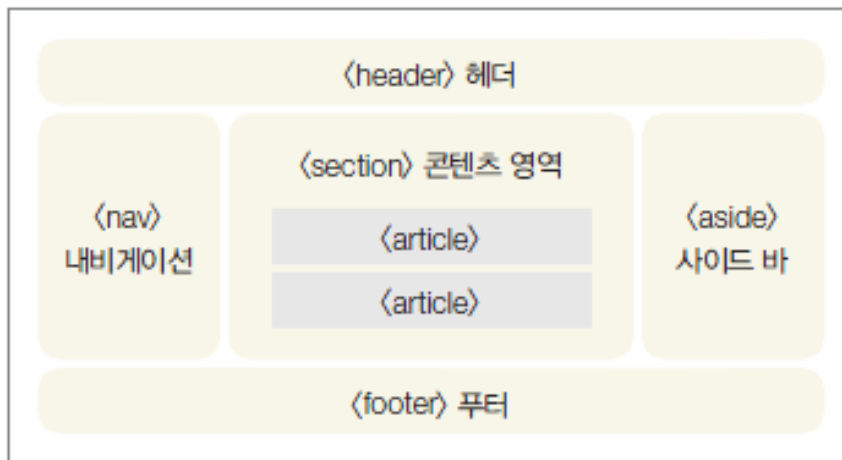 〈header〉 헤더
〈nav〉
내비게이션
〈section〉 콘텐츠 영역
〈article〉
〈article〉
〈aside〉
사이드 바
〈footer〉 푸터